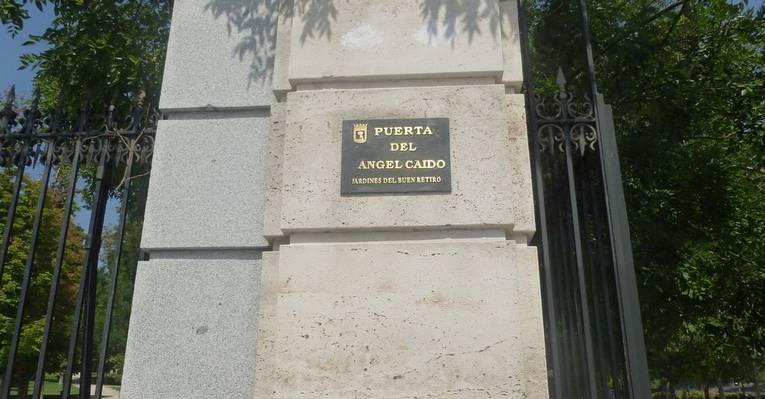 PUERTA
DEL
ANGEL CAIDO
JARDINES DEL BUEN RETIRO